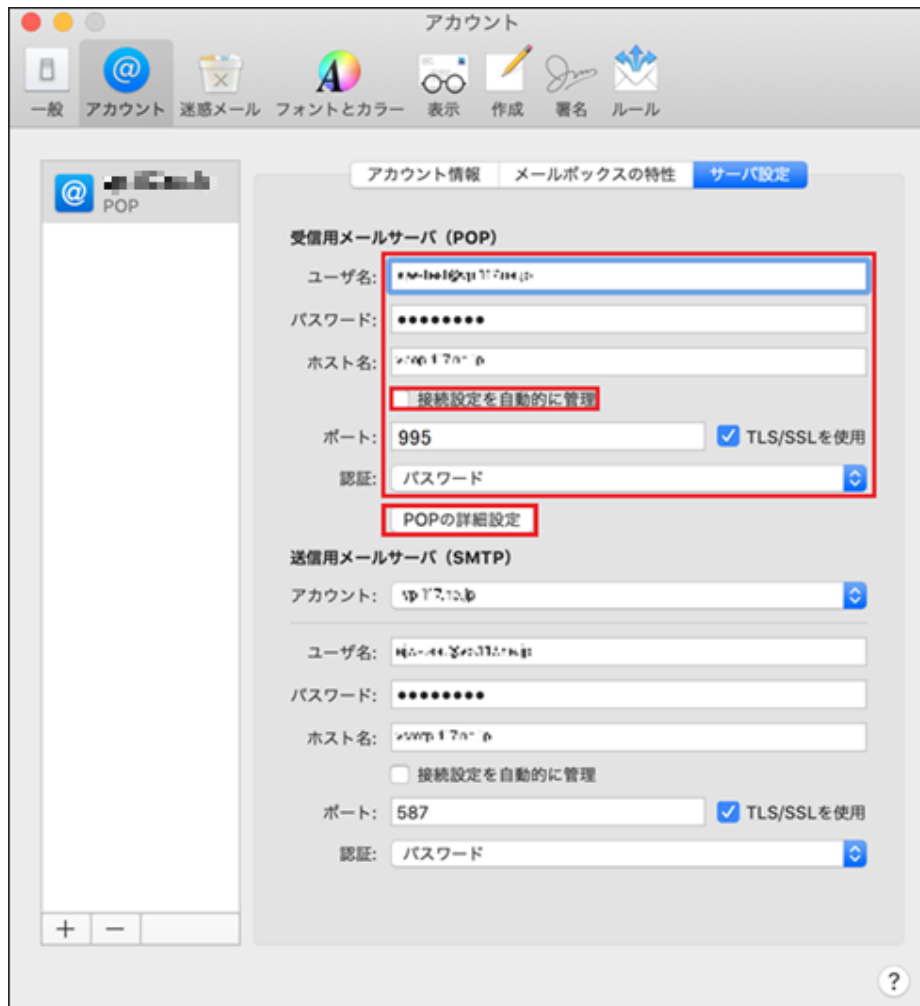 アカウント
一般 アカウント 迷惑メール フォントとカラー 表示 作成 署名 ルール
POP
アカウント情報 メールボックスの特性 サーバ設定
受信用メールサーバ（POP）
ユーザ名:
パスワード: ●●●●●●●●
ホスト名:
接続設定を自動的に管理
ポート: 995 TLS/SSLを使用
認証: パスワード
POPの詳細設定
送信用メールサーバ（SMTP）
アカウント:
ユーザ名:
パスワード: ●●●●●●●●
ホスト名:
接続設定を自動的に管理
ポート: 587 TLS/SSLを使用
認証: パスワード
?